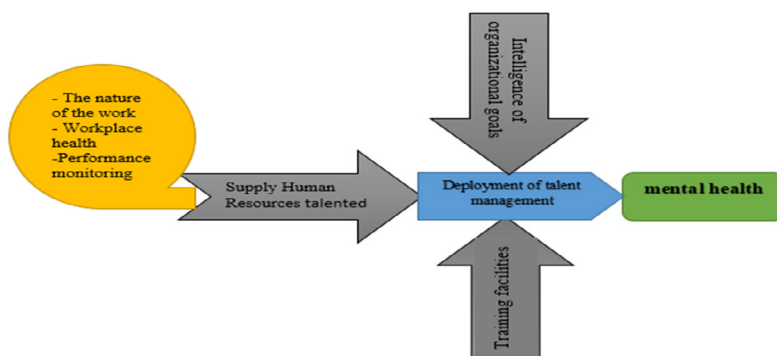 - The nature
of the work
- Workplace
health
-Performance
monitoring
Supply Human
Resources talented
Intelligence of
organizational goals
Deployment of talent
management
Training facilities
mental health